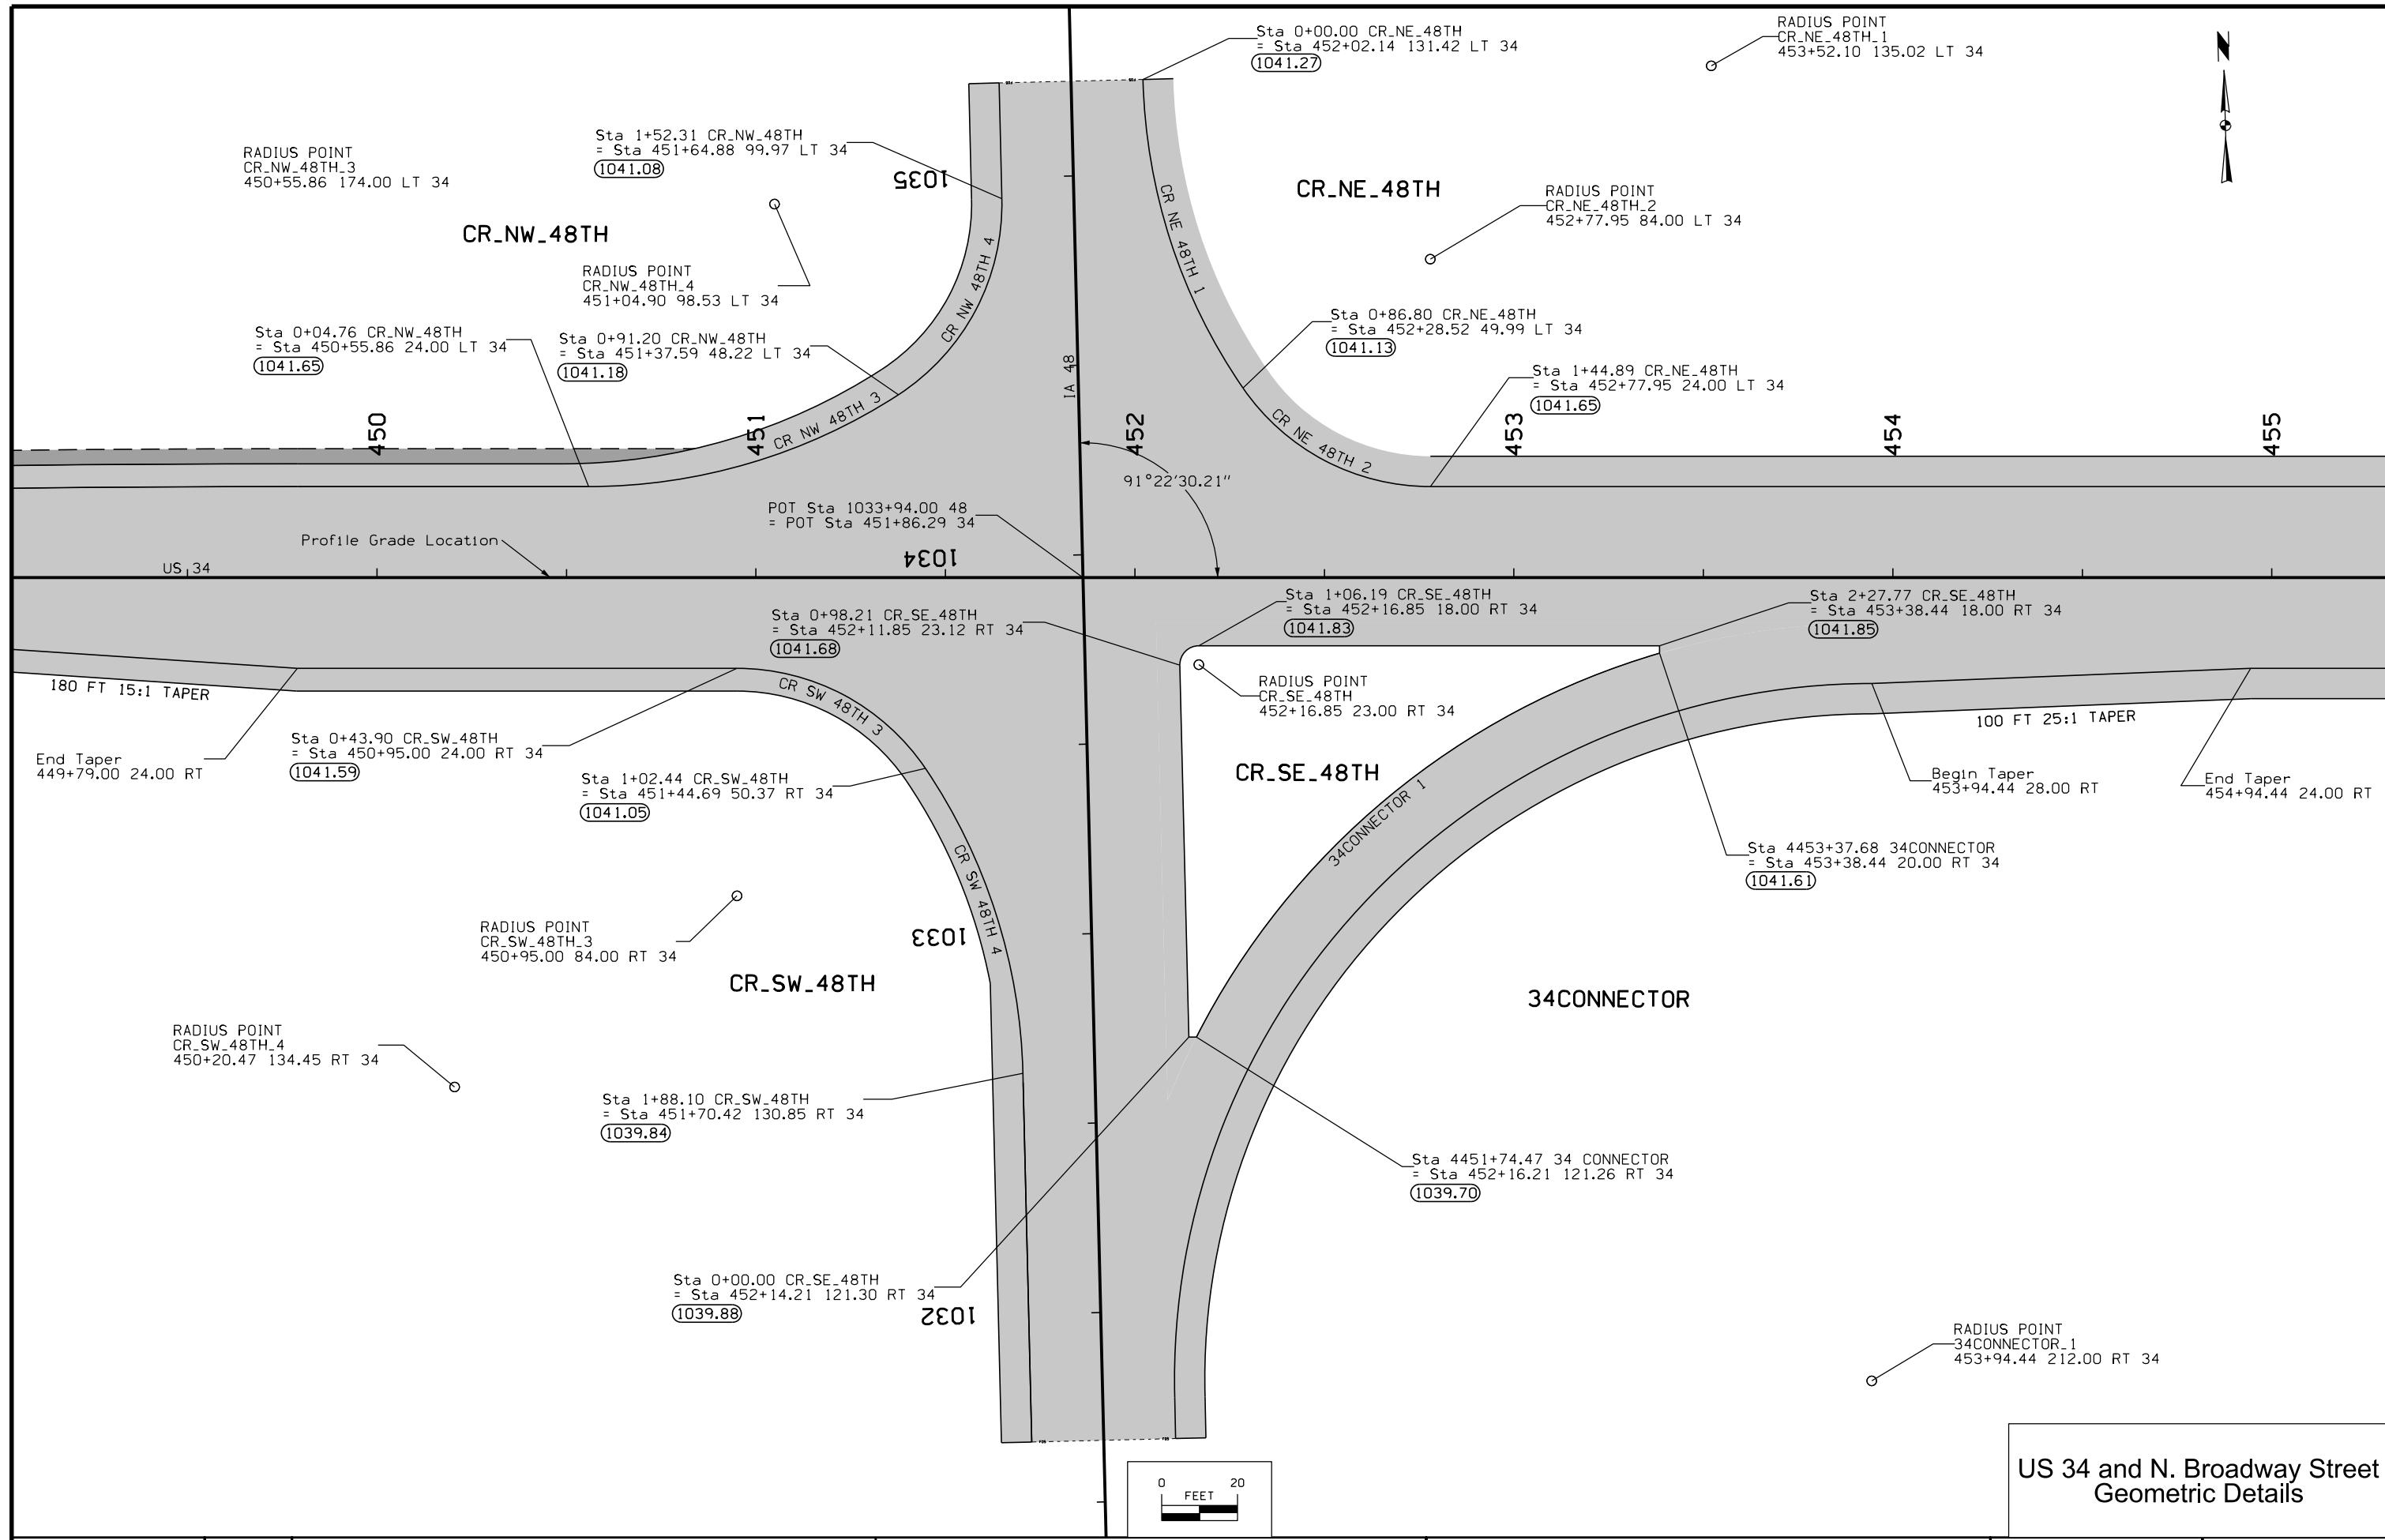 Sta 0+00.00 CR_NE_48TH
= Sta 452+02.14 131.42 LT 34
1041.27
RADIUS POINT
CR_NE_48TH_1
453+52.10 135.02 LT 34
N
Sta 1+52.31 CR_NW_48TH
= Sta 451+64.88 99.97 LT 34
1041.08
RADIUS POINT
CR_NW_48TH_3
450+55.86 174.00 LT 34
1035
CR_NE_48TH
RADIUS POINT
CR_NE_48TH_2
452+77.95 84.00 LT 34
CR_NW_48TH
CR NW 48TH 4
CR NE 48TH 1
RADIUS POINT
CR_NW_48TH_4
451+04.90 98.53 LT 34
Sta 0+04.76 CR_NW_48TH
= Sta 450+55.86 24.00 LT 34
1041.65
Sta 0+91.20 CR_NW_48TH
= Sta 451+37.59 48.22 LT 34
1041.18
IA 48
Sta 0+86.80 CR_NE_48TH
= Sta 452+28.52 49.99 LT 34
1041.13
Sta 1+44.89 CR_NE_48TH
= Sta 452+77.95 24.00 LT 34
1041.65
450
451
452
453
454
455
CR NW 48TH 3
CR NE 48TH 2
91°22'30.21"
POT Sta 1033+94.00 48
= POT Sta 451+86.29 34
Profile Grade Location
1034
US 34
Sta 0+98.21 CR_SE_48TH
= Sta 452+11.85 23.12 RT 34
1041.68
Sta 1+06.19 CR_SE_48TH
= Sta 452+16.85 18.00 RT 34
1041.83
Sta 2+27.77 CR_SE_48TH
= Sta 453+38.44 18.00 RT 34
1041.85
180 FT 15:1 TAPER
CR SW 48TH 3
RADIUS POINT
CR_SE_48TH
452+16.85 23.00 RT 34
100 FT 25:1 TAPER
End Taper
449+79.00 24.00 RT
Sta 0+43.90 CR_SW_48TH
= Sta 450+95.00 24.00 RT 34
1041.59
Sta 1+02.44 CR_SW_48TH
= Sta 451+44.69 50.37 RT 34
1041.05
CR_SE_48TH
34CONNECTOR 1
Begin Taper
453+94.44 28.00 RT
End Taper
454+94.44 24.00 RT
Sta 4453+37.68 34CONNECTOR
= Sta 453+38.44 20.00 RT 34
1041.61
CR SW 48TH 4
RADIUS POINT
CR_SW_48TH_3
450+95.00 84.00 RT 34
1033
CR_SW_48TH
34CONNECTOR
RADIUS POINT
CR_SW_48TH_4
450+20.47 134.45 RT 34
Sta 1+88.10 CR_SW_48TH
= Sta 451+70.42 130.85 RT 34
1039.84
Sta 4451+74.47 34 CONNECTOR
= Sta 452+16.21 121.26 RT 34
1039.70
Sta 0+00.00 CR_SE_48TH
= Sta 452+14.21 121.30 RT 34
1039.88
1032
RADIUS POINT
34CONNECTOR_1
453+94.44 212.00 RT 34
0 20
FEET
US 34 and N. Broadway Street
Geometric Details